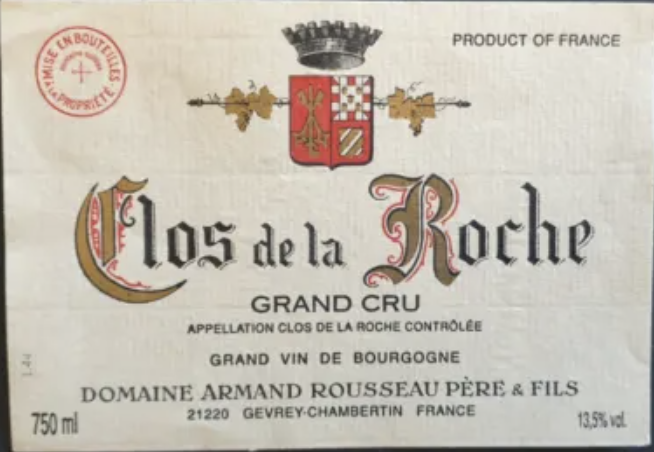 MISE EN BOUTEILLES
A LA PROPRIÉTÉ
PRODUCT OF FRANCE
Clos de la Roche
GRAND CRU
APPELLATION CLOS DE LA ROCHE CONTRÔLÉE
GRAND VIN DE BOURGOGNE
DOMAINE ARMAND ROUSSEAU PÈRE & FILS
21220 GEVREY-CHAMBERTIN FRANCE
750 ml
13,5% vol.